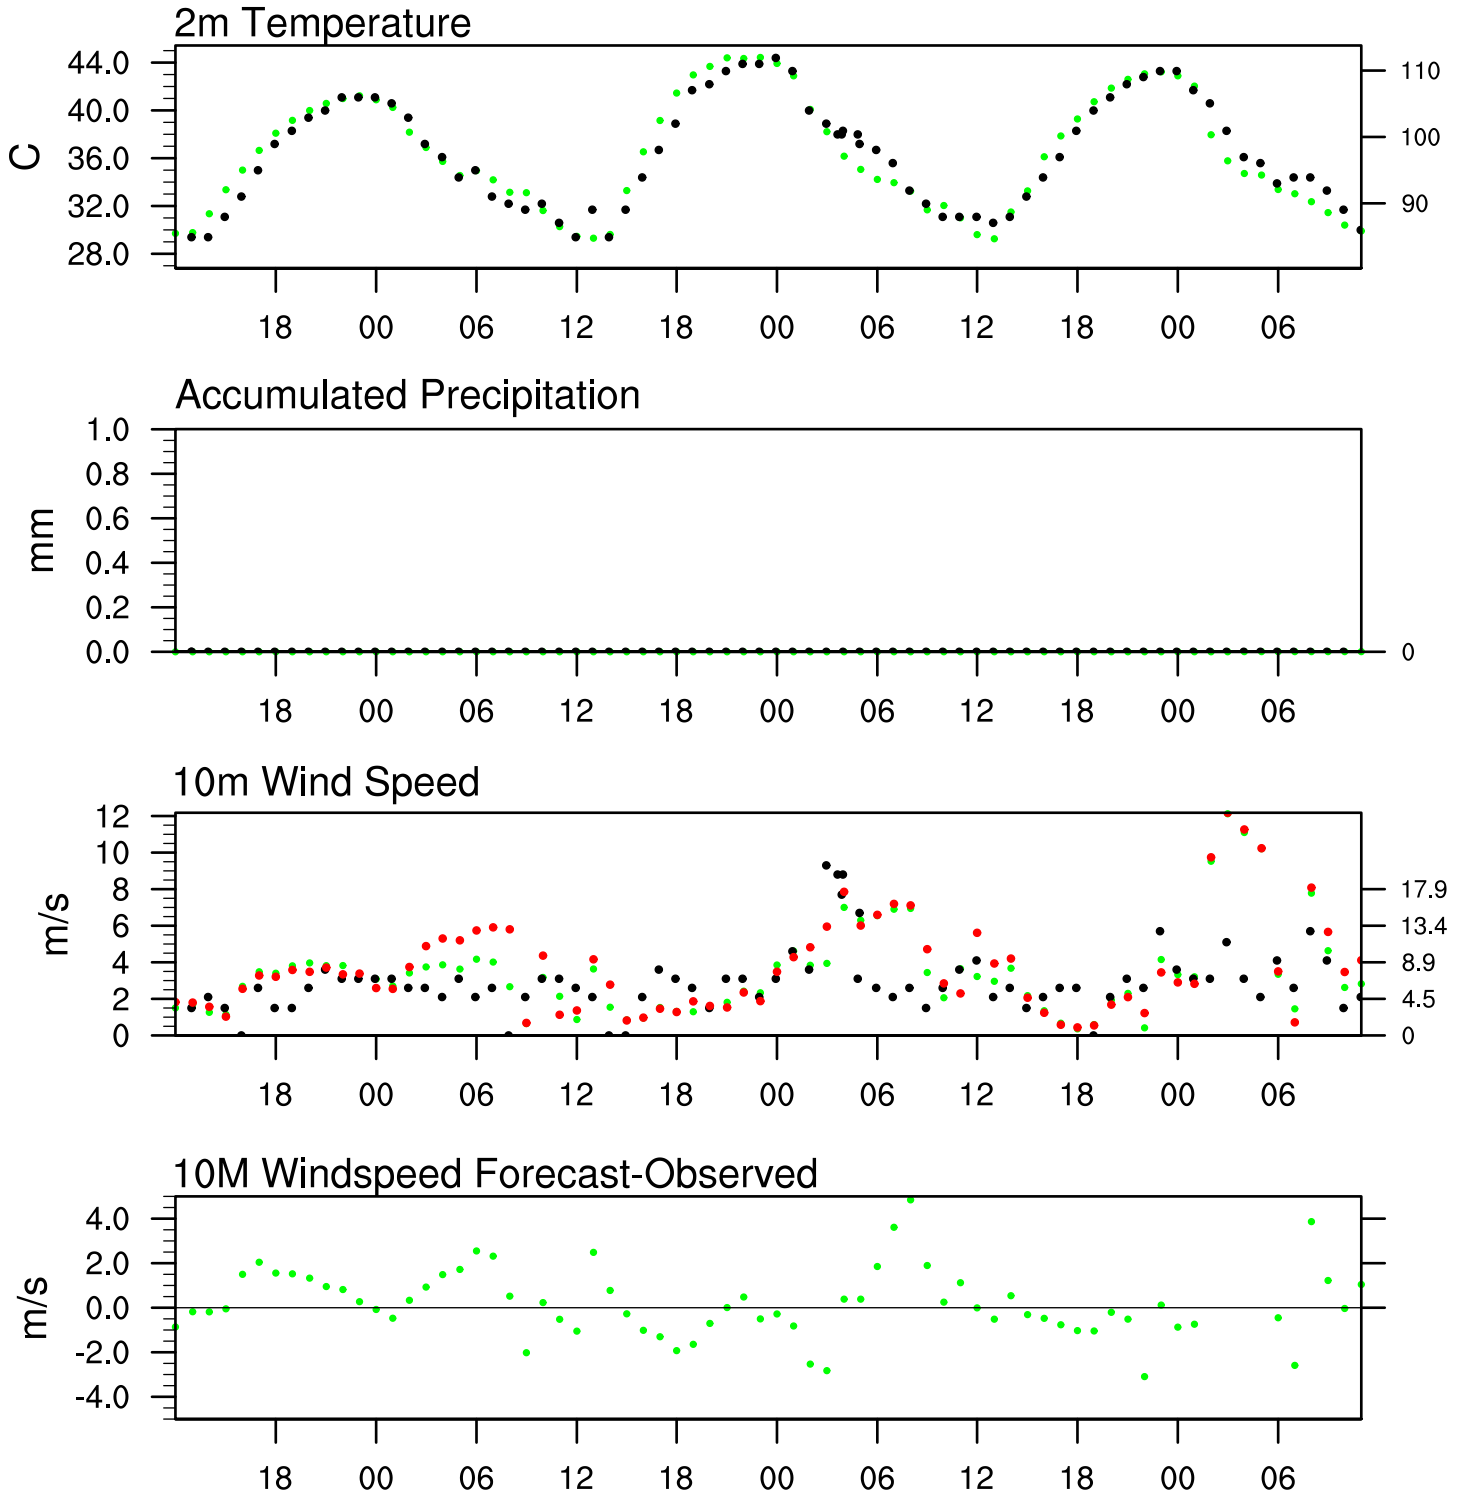 2m Temperature
44.0
40.0
36.0
32.0
28.0
C
110
100
90
18 00 06 12 18 00 06 12 18 00 06
Accumulated Precipitation
1.0
0.8
0.6
0.4
0.2
0.0
mm
0
18 00 06 12 18 00 06 12 18 00 06
10m Wind Speed
12
10
8
6
4
2
0
m/s
17.9
13.4
8.9
4.5
0
18 00 06 12 18 00 06 12 18 00 06
10M Windspeed Forecast-Observed
4.0
2.0
0.0
-2.0
-4.0
m/s
18 00 06 12 18 00 06 12 18 00 06